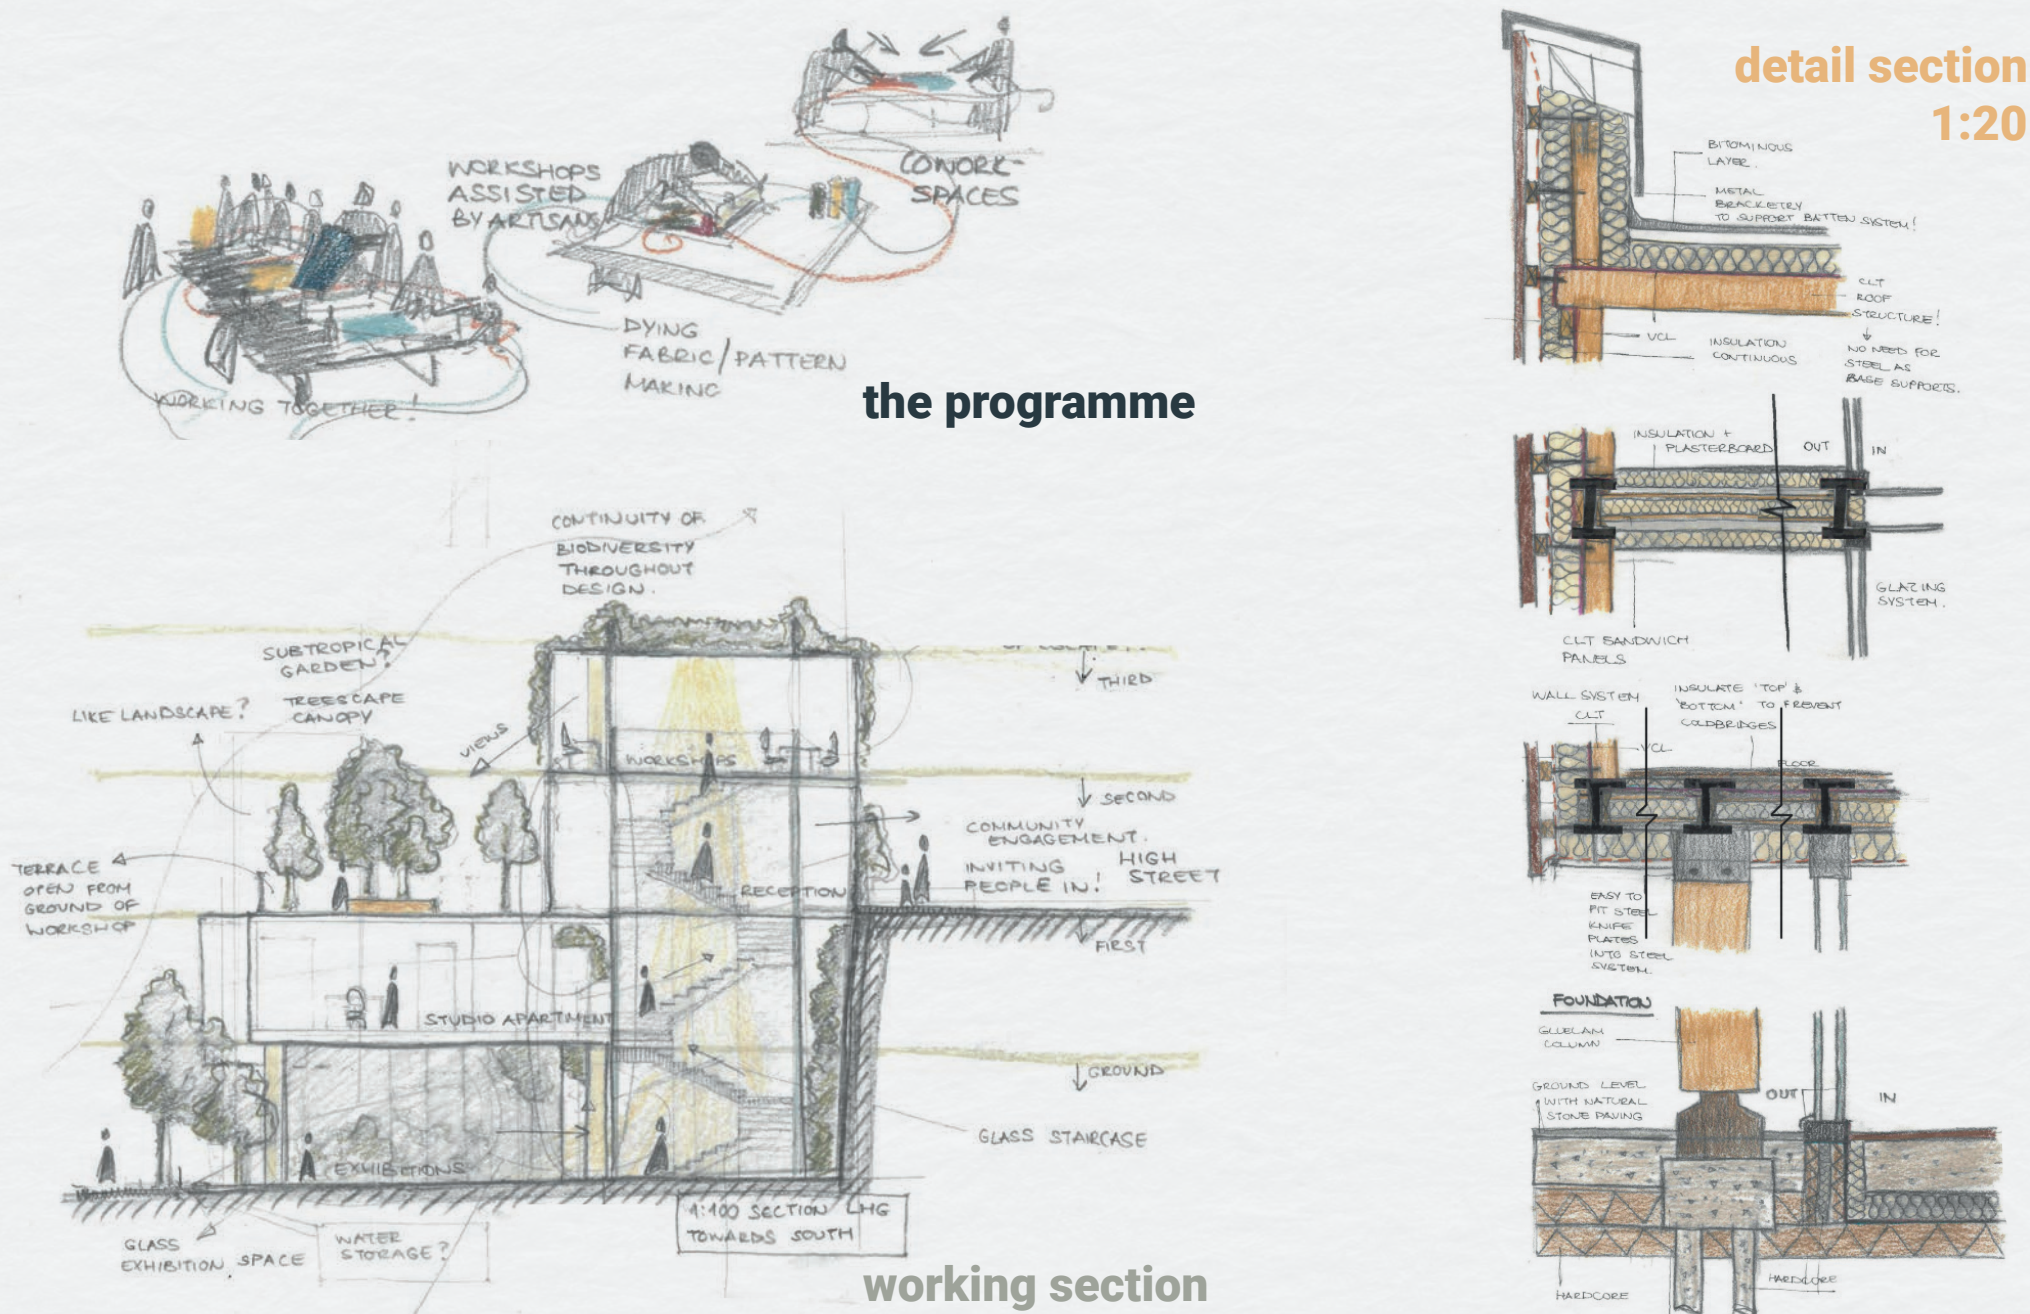 WORKSHOPS
ASSISTED
BY ARTISANS
COWORK-
SPACES
DYING
FABRIC/PATTERN
MAKING
WORKING TOGETHER!
the programme
CONTINUITY OF
BIODIVERSITY
THROUGHOUT
DESIGN.
SUBTROPICAL
GARDEN?
TREESCAPE
CANOPY
LIKE LANDSCAPE?
VIEWS
THIRD
WORKSHOPS
SECOND
COMMUNITY
ENGAGEMENT.
INVITING
PEOPLE IN!
HIGH
STREET
TERRACE
OPEN FROM
GROUND OF
WORKSHOP
RECEPTION
FIRST
STUDIO APARTMENT
GROUND
GLASS STAIRCASE
EXHIBITIONS
1:100 SECTION LHG
TOWARDS SOUTH
GLASS
EXHIBITION SPACE
WATER
STORAGE?
working section
detail section
1:20
BITOMINOUS
LAYER.
METAL
BRACKETRY
TO SUPPORT BATTEN SYSTEM!
CLT
ROOF
STRUCTURE!
VCL
INSULATION
CONTINUOUS
NO NEED FOR
STEEL AS
BASE SUPPORTS.
INSULATION +
PLASTERBOARD
OUT
IN
GLAZING
SYSTEM.
CLT SANDWICH
PANELS
WALL SYSTEM
CLT
INSULATE 'TOP' &
'BOTTOM' TO PREVENT
COLDBRIDGES
VCL
FLOOR
EASY TO
FIT STEEL
KNIFE
PLATES
INTO STEEL
SYSTEM.
FOUNDATION
GLUELAM
COLUMN
GROUND LEVEL
WITH NATURAL
STONE PAVING
OUT
IN
HARDCORE
HARDCORE